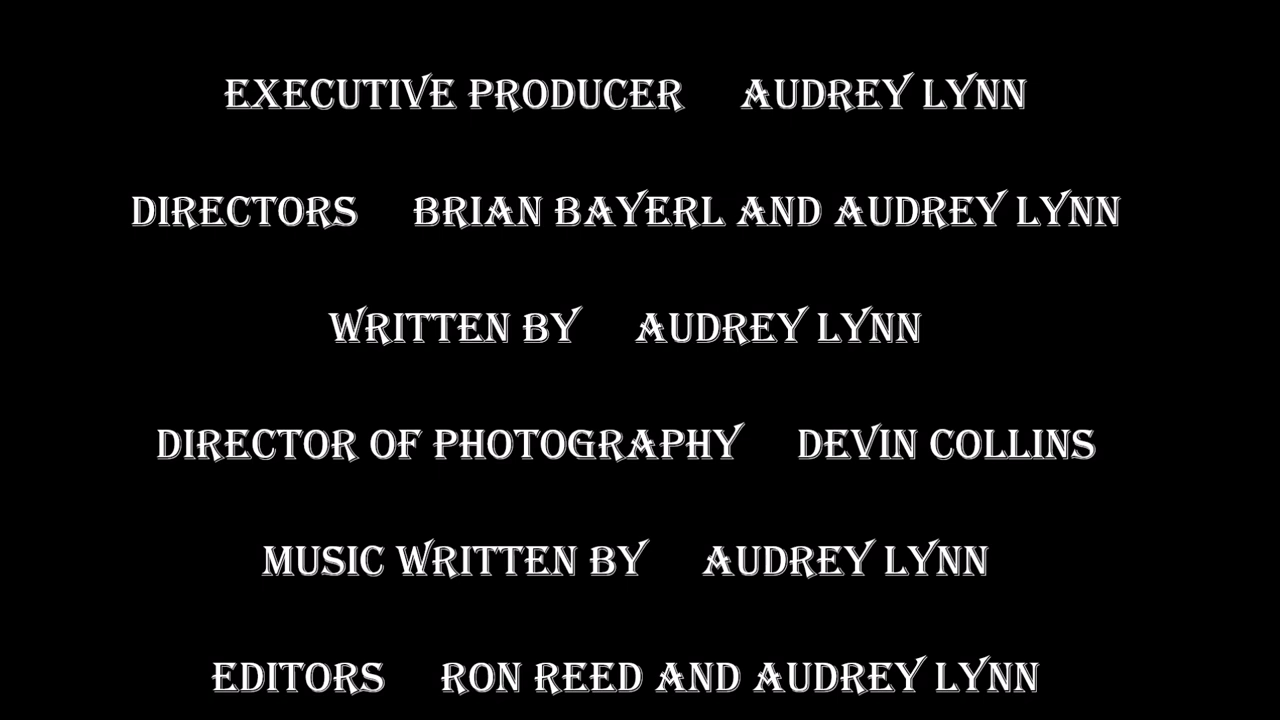 EXECUTIVE PRODUCER AUDREY LYNN
DIRECTORS BRIAN BAYERL AND AUDREY LYNN
WRITTEN BY AUDREY LYNN
DIRECTOR OF PHOTOGRAPHY DEVIN COLLINS
MUSIC WRITTEN BY AUDREY LYNN
EDITORS RON REED AND AUDREY LYNN